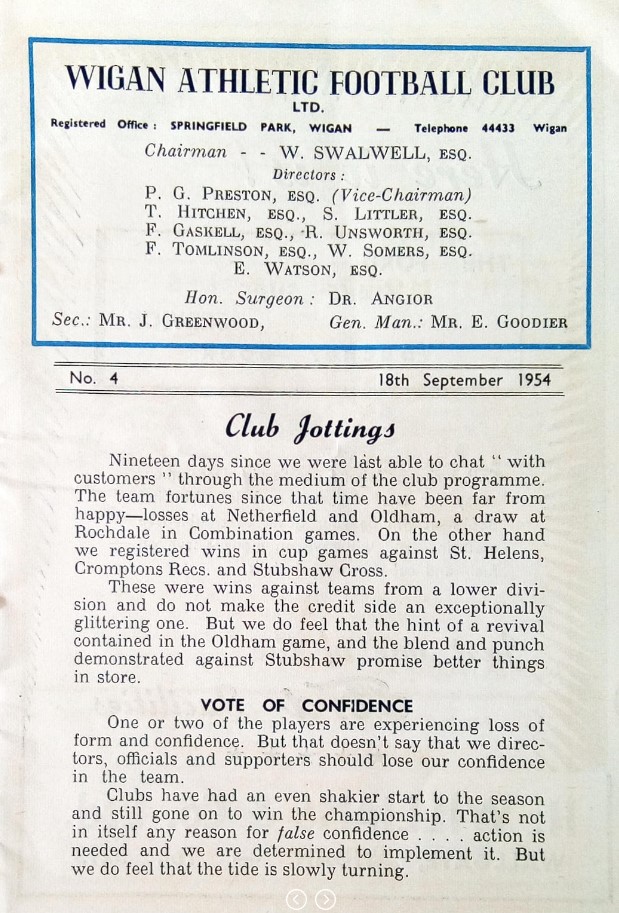 WIGAN ATHLETIC FOOTBALL CLUB
LTD.
Registered Office : SPRINGFIELD PARK, WIGAN — Telephone 44433 Wigan
Chairman - - W. SWALWELL, ESQ.
Directors :
P. G. PRESTON, ESQ. (Vice-Chairman)
T. HITCHEN, ESQ., S. LITTLER, ESQ.
F. GASKELL, ESQ., R. UNSWORTH, ESQ.
F. TOMLINSON, ESQ., W. SOMERS, ESQ.
E. WATSON, ESQ.
Hon. Surgeon : DR. ANGIOR
Sec.: MR. J. GREENWOOD, Gen. Man.: MR. E. GOODIER
No. 4 18th September 1954
Club Jottings
Nineteen days since we were last able to chat “ with
customers ” through the medium of the club programme.
The team fortunes since that time have been far from
happy—losses at Netherfield and Oldham, a draw at
Rochdale in Combination games. On the other hand
we registered wins in cup games against St. Helens,
Cromptons Recs. and Stubshaw Cross.
These were wins against teams from a lower divi-
sion and do not make the credit side an exceptionally
glittering one. But we do feel that the hint of a revival
contained in the Oldham game, and the blend and punch
demonstrated against Stubshaw promise better things
in store.
VOTE OF CONFIDENCE
One or two of the players are experiencing loss of
form and confidence. But that doesn't say that we direc-
tors, officials and supporters should lose our confidence
in the team.
Clubs have had an even shakier start to the season
and still gone on to win the championship. That's not
in itself any reason for false confidence . . . . action is
needed and we are determined to implement it. But
we do feel that the tide is slowly turning.